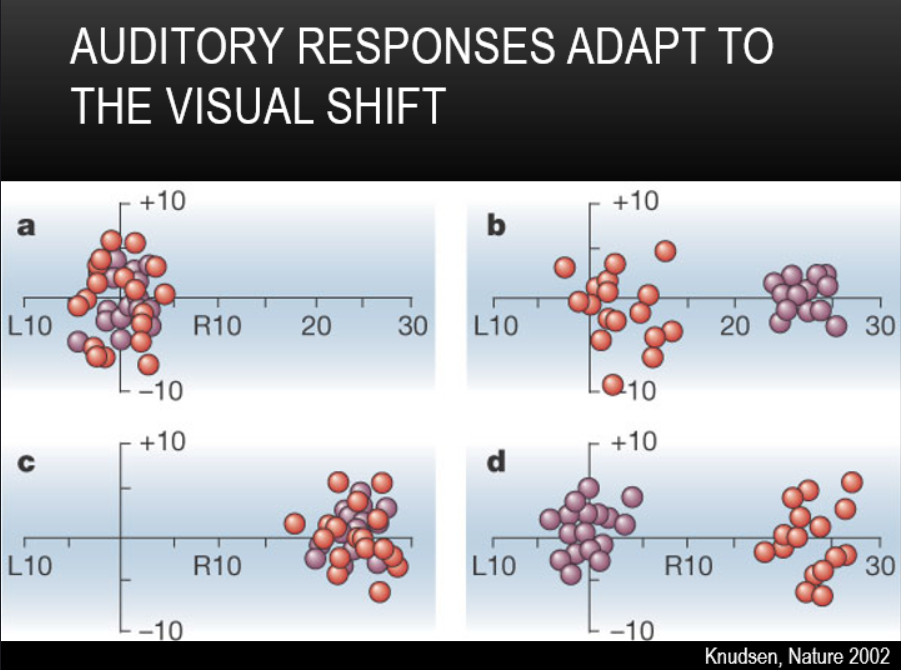 AUDITORY RESPONSES ADAPT TO
THE VISUAL SHIFT
a
+10
L10 R10 20 30
–10
b
+10
L10 20 30
–10
c
+10
L10 R10
–10
d
+10
L10 R10 30
–10
Knudsen, Nature 2002